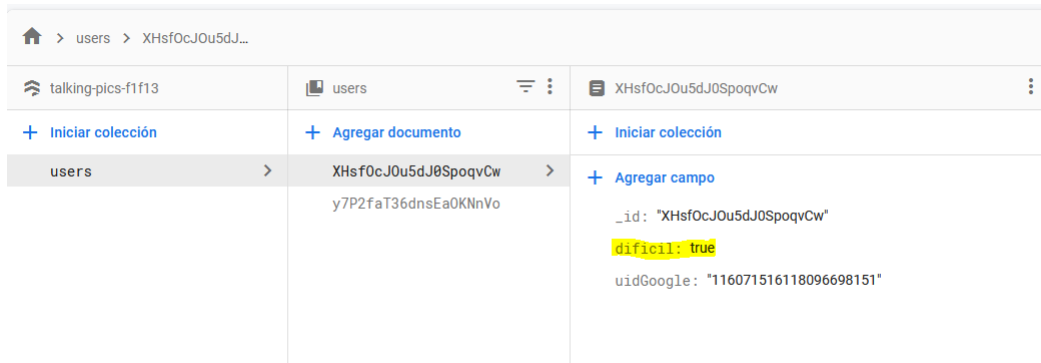 users > XHsfOcJOu5dJ…
talking-pics-f1f13
users
XHsfOcJOu5dJ0SpoqvCw
+ Iniciar colección
+ Agregar documento
+ Iniciar colección
users
XHsfOcJOu5dJ0SpoqvCw
y7P2faT36dnsEaOKNnVo
+ Agregar campo
_id: "XHsfOcJOu5dJ0SpoqvCw"
dificil: true
uidGoogle: "116071516118096698151"